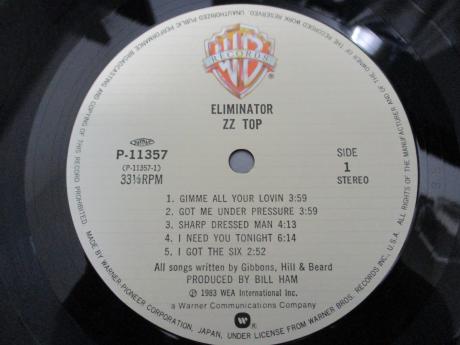 WB
RECORDS
ELIMINATOR
ZZ TOP
P-11357
(P-11357-1)
33⅓RPM
SIDE
1
STEREO
1. GIMME ALL YOUR LOVIN 3:59
2. GOT ME UNDER PRESSURE 3:59
3. SHARP DRESSED MAN 4:13
4. I NEED YOU TONIGHT 6:14
5. I GOT THE SIX 2:52
All songs written by Gibbons, Hill & Beard
PRODUCED BY BILL HAM
℗ 1983 WEA International Inc.
a Warner Communications Company
W ®
MADE BY WARNER-PIONEER CORPORATION, JAPAN, UNDER LICENSE FROM WARNER BROS. RECORDS INC., U.S.A. ALL RIGHTS OF THE MANUFACTURER AND OF THE OWNER OF THE RECORDED WORK RESERVED. UNAUTHORIZED PUBLIC PERFORMANCE BROADCASTING AND COPYING OF THIS RECORD PROHIBITED